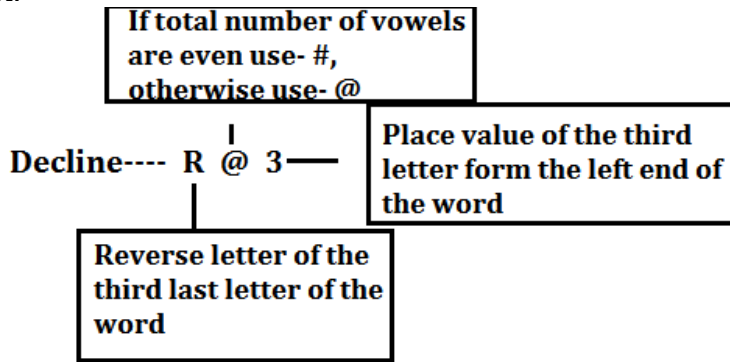 If total number of vowels
are even use- #,
otherwise use- @
Decline---- R @ 3
Place value of the third
letter form the left end of
the word
Reverse letter of the
third last letter of the
word